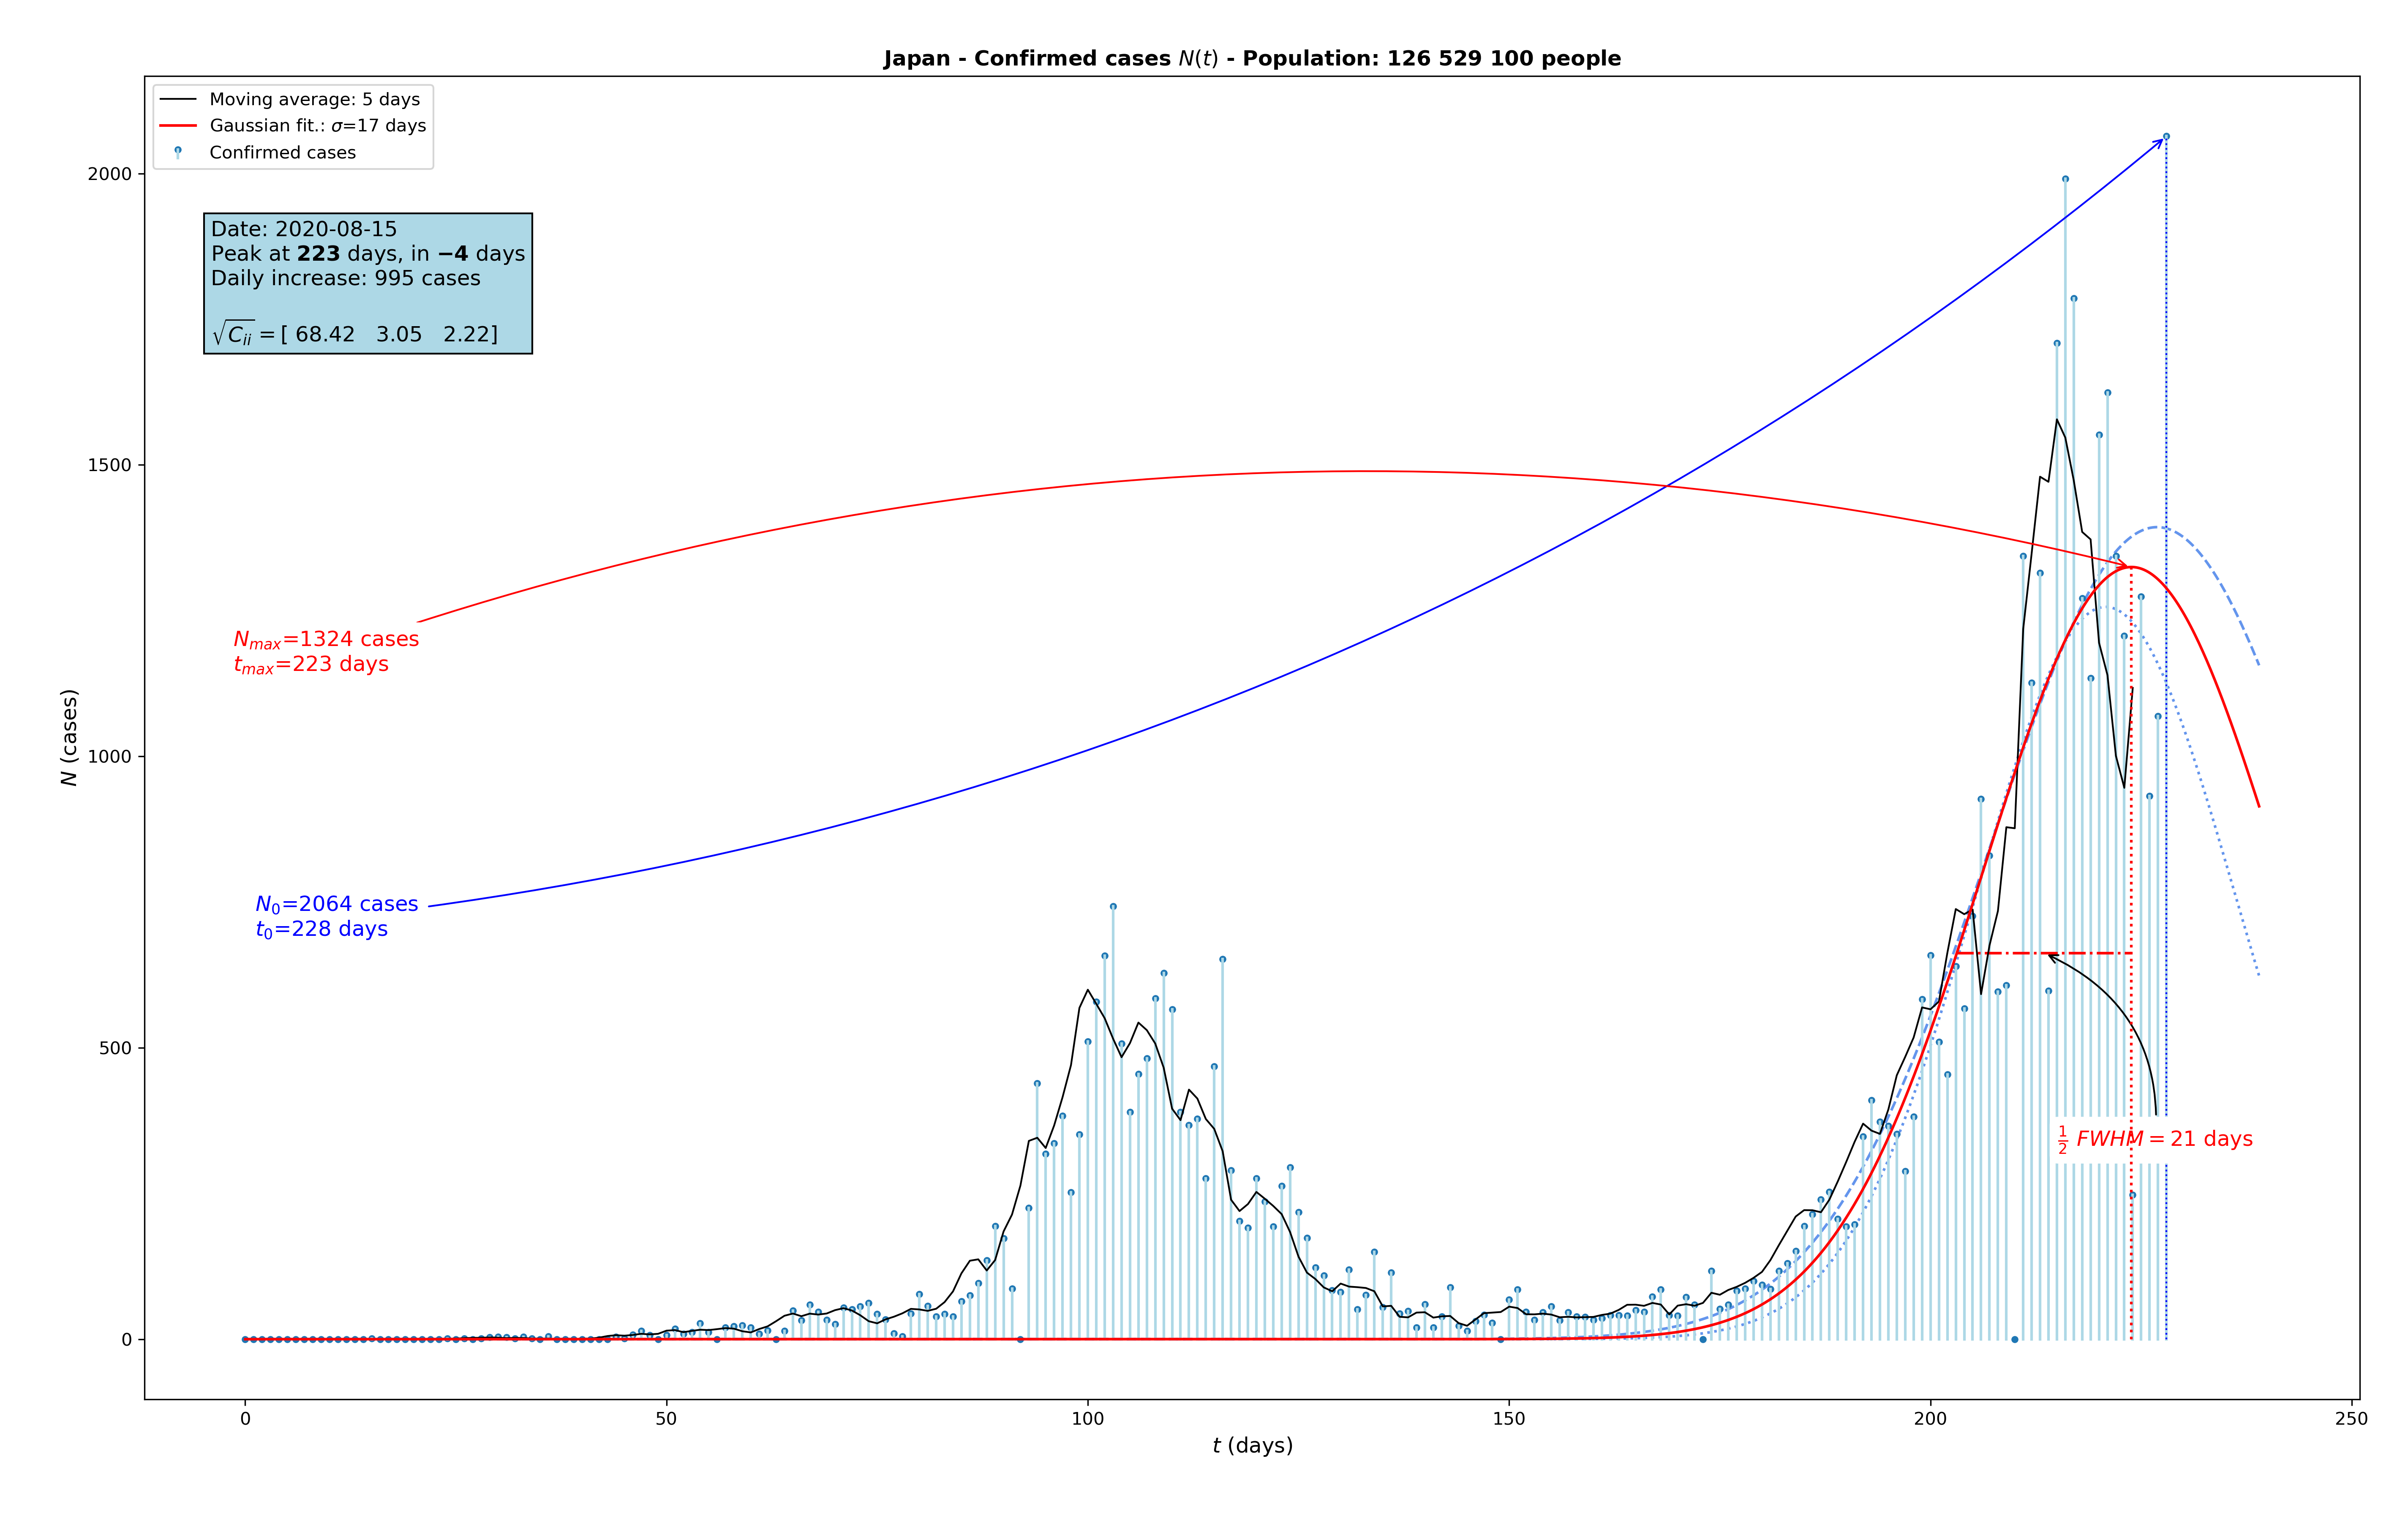 Japan - Confirmed cases N(t) - Population: 126 529 100 people
Moving average: 5 days
Gaussian fit.: σ=17 days
Confirmed cases
Date: 2020-08-15
Peak at 223 days, in −4 days
Daily increase: 995 cases
√C_ii = [ 68.42 3.05 2.22]
N_max=1324 cases
t_max=223 days
N_0=2064 cases
t_0=228 days
½ FWHM = 21 days
N (cases)
2000
1500
1000
500
0
0 50 100 150 200 250
t (days)